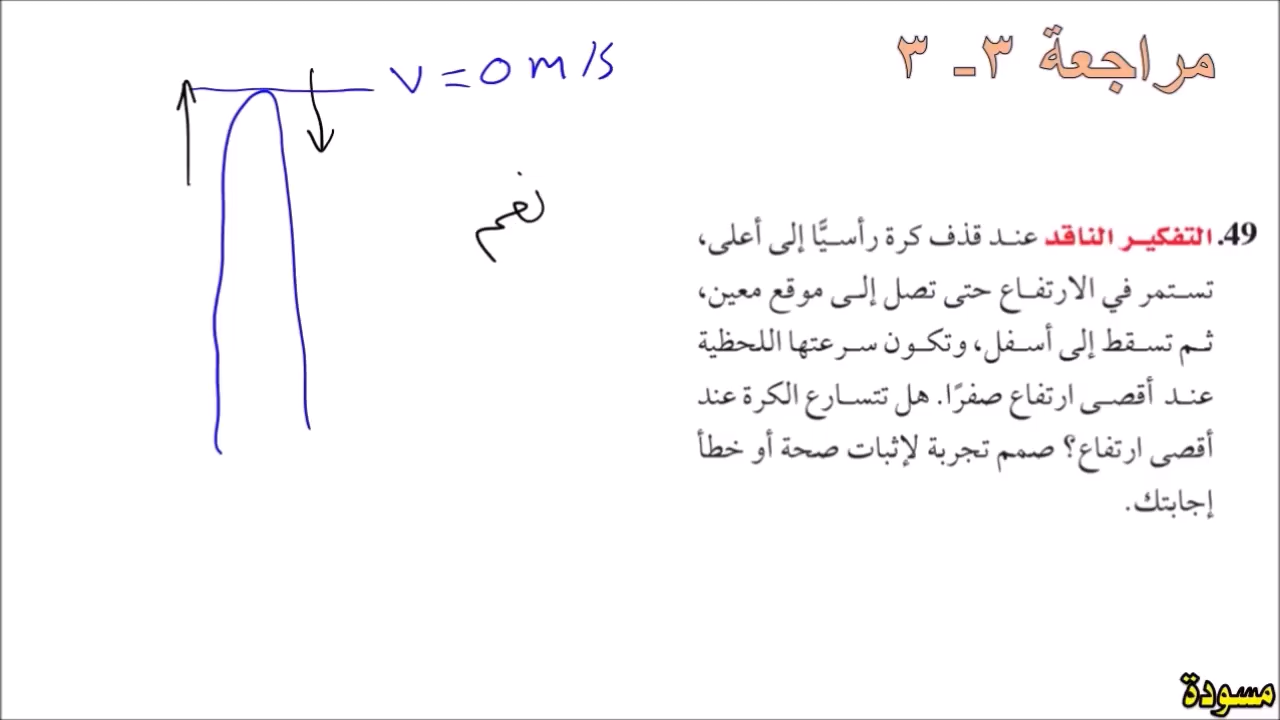 مراجعة ٣- ٣
v = 0 m/s
نعم
49. التفكير الناقد عند قذف كرة رأسيًّا إلى أعلى،
تستمر في الارتفاع حتى تصل إلى موقع معين،
ثم تسقط إلى أسفل، وتكون سرعتها اللحظية
عند أقصى ارتفاع صفرًا. هل تتسارع الكرة عند
أقصى ارتفاع؟ صمم تجربة لإثبات صحة أو خطأ
إجابتك.
مسودة